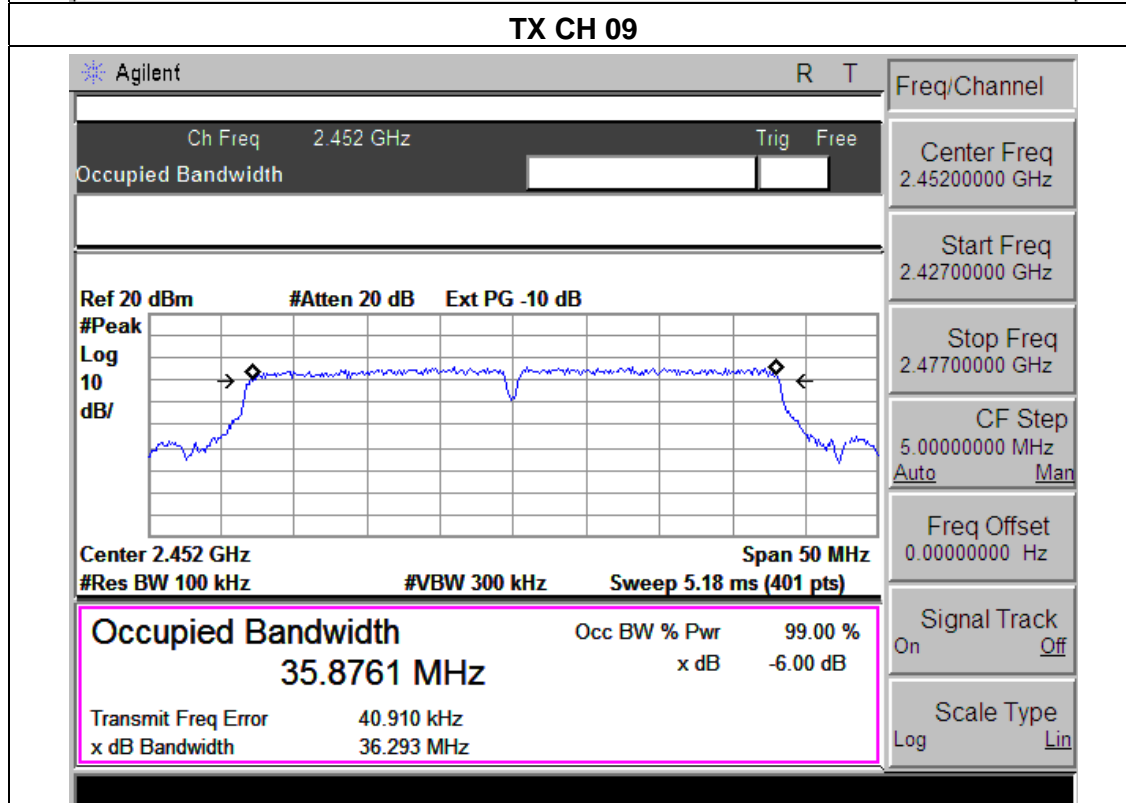 TX CH 09
Agilent R T
Ch Freq 2.452 GHz Trig Free
Occupied Bandwidth
Ref 20 dBm #Atten 20 dB Ext PG -10 dB
#Peak
Log
10
dB/
Center 2.452 GHz Span 50 MHz
#Res BW 100 kHz #VBW 300 kHz Sweep 5.18 ms (401 pts)
Occupied Bandwidth
35.8761 MHz
Occ BW % Pwr 99.00 %
x dB -6.00 dB
Transmit Freq Error 40.910 kHz
x dB Bandwidth 36.293 MHz
Freq/Channel
Center Freq
2.45200000 GHz
Start Freq
2.42700000 GHz
Stop Freq
2.47700000 GHz
CF Step
5.00000000 MHz
Auto Man
Freq Offset
0.00000000 Hz
Signal Track
On Off
Scale Type
Log Lin